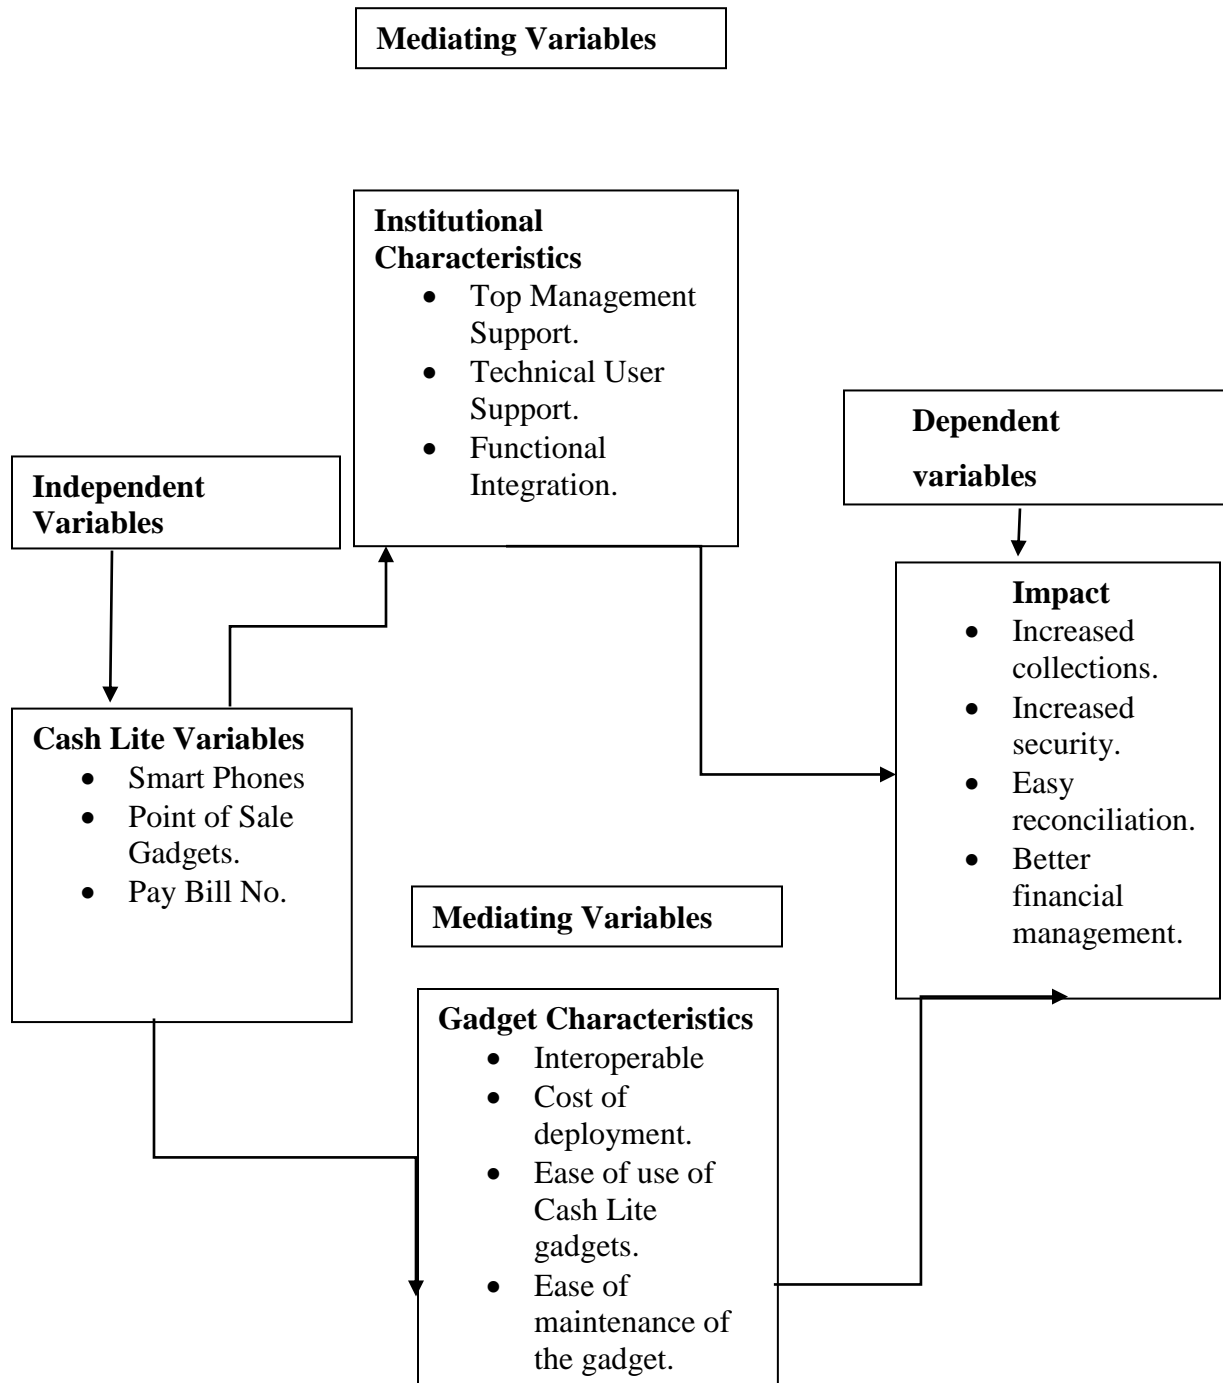 Mediating Variables
Institutional
Characteristics
• Top Management
Support.
• Technical User
Support.
• Functional
Integration.
Dependent
variables
Independent
Variables
Impact
• Increased
collections.
• Increased
security.
• Easy
reconciliation.
• Better
financial
management.
Cash Lite Variables
• Smart Phones
• Point of Sale
Gadgets.
• Pay Bill No.
Mediating Variables
Gadget Characteristics
• Interoperable
• Cost of
deployment.
• Ease of use of
Cash Lite
gadgets.
• Ease of
maintenance of
the gadget.